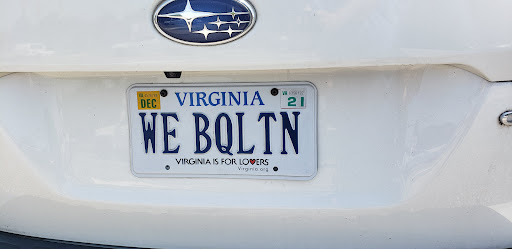 DEC VIRGINIA 21
WE BQLTN
VIRGINIA IS FOR LOVERS
Virginia.org